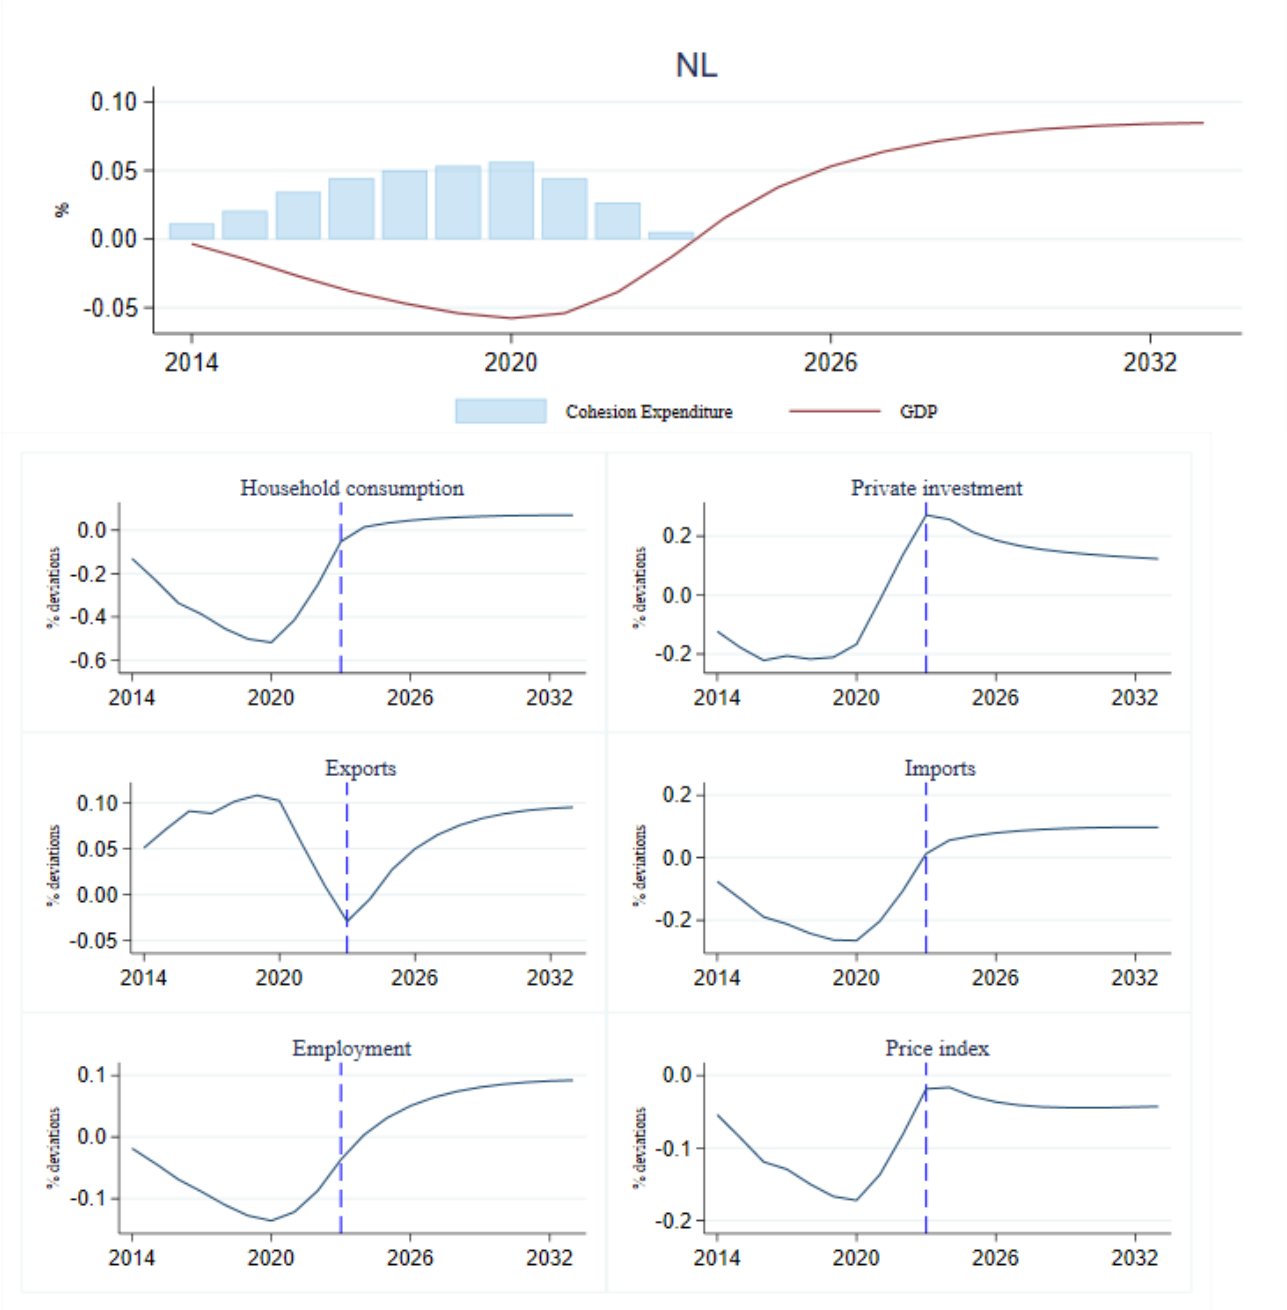 NL
0.10
0.05
0.00
-0.05
%
2014 2020 2026 2032
Cohesion Expenditure GDP
Household consumption
0.0
-0.2
-0.4
-0.6
% deviations
2014 2020 2026 2032
Private investment
0.2
0.0
-0.2
% deviations
2014 2020 2026 2032
Exports
0.10
0.05
0.00
-0.05
% deviations
2014 2020 2026 2032
Imports
0.2
0.0
-0.2
% deviations
2014 2020 2026 2032
Employment
0.1
0.0
-0.1
% deviations
2014 2020 2026 2032
Price index
0.0
-0.1
-0.2
% deviations
2014 2020 2026 2032